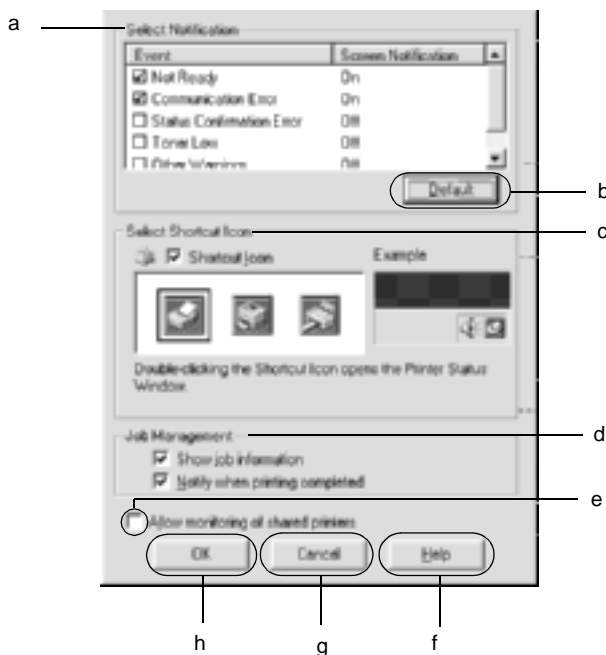 a
Select Notification
Event Screen Notification
Not Ready On
Communication Error On
Status Confirmation Error Off
Toner Low Off
Other Warnings Off
Default
b
Select Shortcut Icon
c
Shortcut Icon Example
Double-clicking the Shortcut Icon opens the Printer Status
Window.
Job Management
d
Show job information
Notify when printing completed
e
Allow monitoring of shared printers
OK Cancel Help
h g f